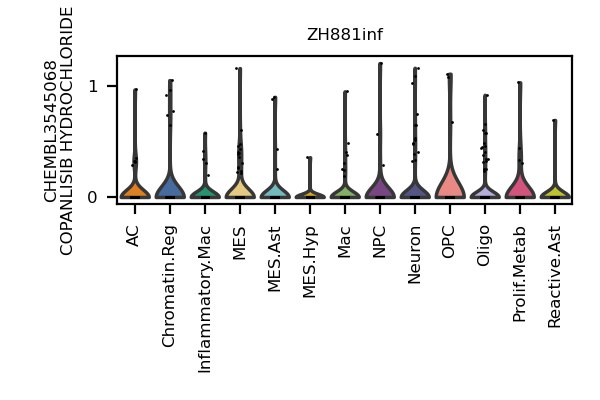 ZH881inf
CHEMBL3545068
COPANLISIB HYDROCHLORIDE
1
0
AC
Chromatin.Reg
Inflammatory.Mac
MES
MES.Ast
MES.Hyp
Mac
NPC
Neuron
OPC
Oligo
Prolif.Metab
Reactive.Ast